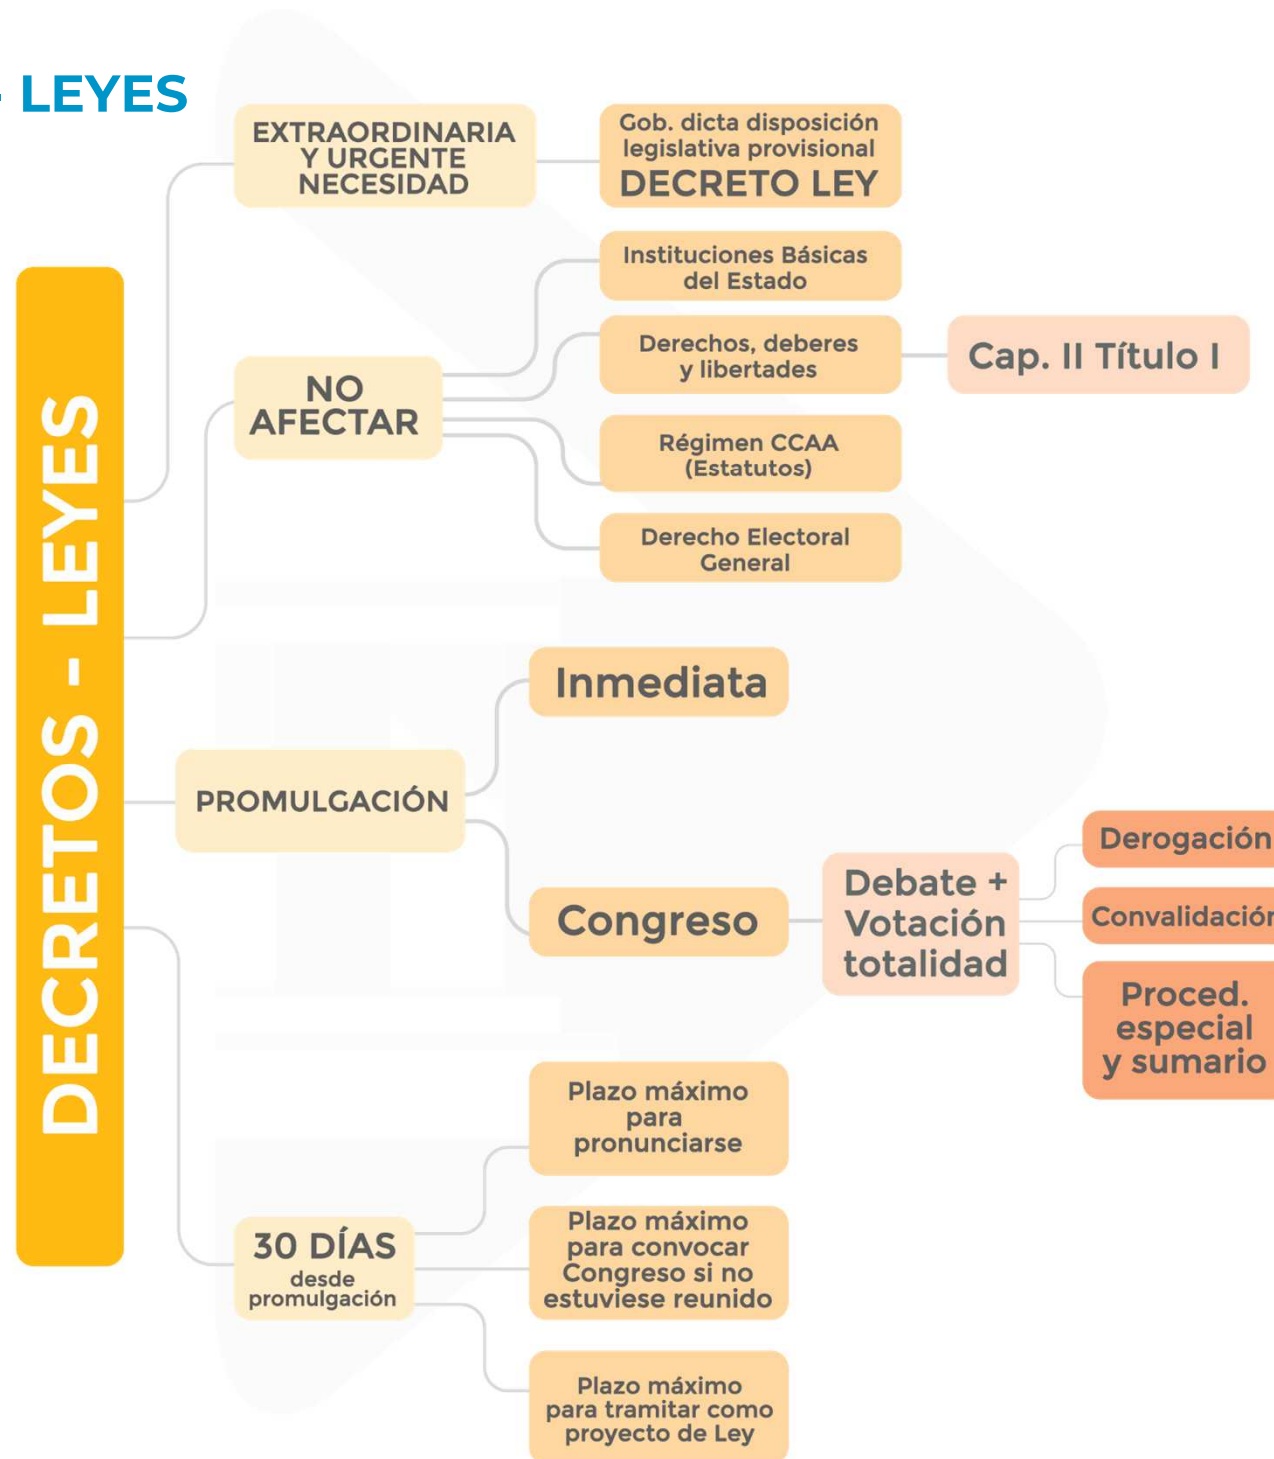 - LEYES
DECRETOS - LEYES
EXTRAORDINARIA
Y URGENTE
NECESIDAD
Gob. dicta disposición
legislativa provisional
DECRETO LEY
NO
AFECTAR
Instituciones Básicas
del Estado
Derechos, deberes
y libertades
Cap. II Título I
Régimen CCAA
(Estatutos)
Derecho Electoral
General
PROMULGACIÓN
Inmediata
Congreso
Debate +
Votación
totalidad
Derogación
Convalidación
Proced.
especial
y sumario
30 DÍAS
desde
promulgación
Plazo máximo
para
pronunciarse
Plazo máximo
para convocar
Congreso si no
estuviese reunido
Plazo máximo
para tramitar como
proyecto de Ley